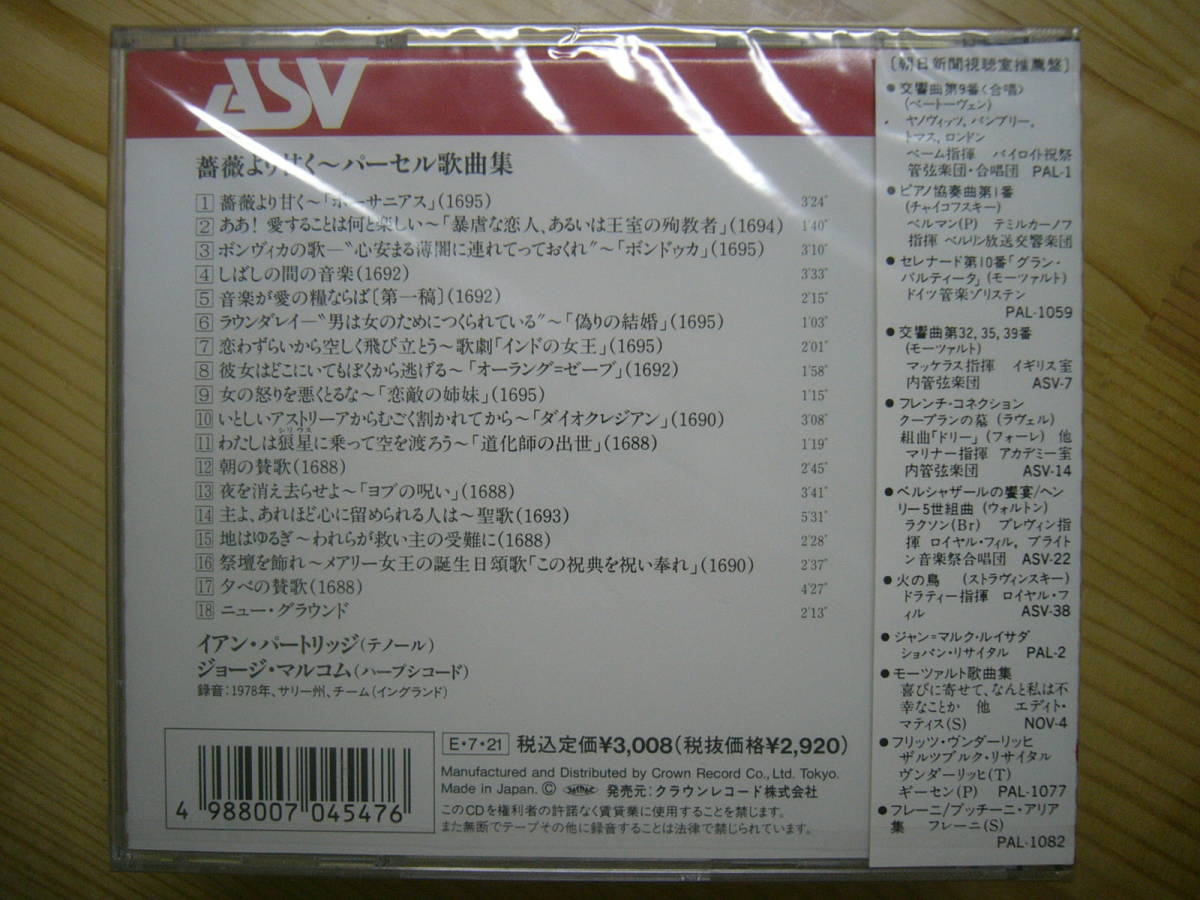 ASV
薔薇より甘く〜パーセル歌曲集
1 薔薇より甘く〜「ポーサニアス」(1695) 3'24"
2 ああ! 愛することは何と楽しい〜「暴虐な恋人、あるいは王室の殉教者」(1694) 1'40"
3 ボンヴィカの歌―“心安まる薄闇に連れてっておくれ”〜「ボンドゥカ」(1695) 3'10"
4 しばしの間の音楽(1692) 3'33"
5 音楽が愛の糧ならば〔第一稿〕(1692) 2'15"
6 ラウンダレイ―“男は女のためにつくられている”〜「偽りの結婚」(1695) 1'03"
7 恋わずらいから空しく飛び立とう〜歌劇「インドの女王」(1695) 2'01"
8 彼女はどこにいてもぼくから逃げる〜「オーラング=ゼーブ」(1692) 1'58"
9 女の怒りを悪くとるな〜「恋敵の姉妹」(1695) 1'15"
10 いとしいアストリーアからむごく割かれてから〜「ダイオクレジアン」(1690) 3'08"
シリウス
11 わたしは狼星に乗って空を渡ろう〜「道化師の出世」(1688) 1'19"
12 朝の賛歌(1688) 2'45"
13 夜を消え去らせよ〜「ヨブの呪い」(1688) 3'41"
14 主よ、あれほど心に留められる人は〜聖歌(1693) 5'31"
15 地はゆるぎ〜われらが救い主の受難に(1688) 2'28"
16 祭壇を飾れ〜メアリー女王の誕生日頌歌「この祝典を祝い奉れ」(1690) 2'37"
17 夕べの賛歌(1688) 4'27"
18 ニュー・グラウンド 2'13"
イアン・パートリッジ(テノール)
ジョージ・マルコム(ハープシコード)
録音:1978年、サリー州、チーム(イングランド)
4 988007 045476
E・7・21 税込定価¥3,008(税抜価格¥2,920)
Manufactured and Distributed by Crown Record Co., Ltd. Tokyo.
Made in Japan. Ⓒ 発売元:クラウンレコード株式会社
このCDを権利者の許諾なく賃貸業に使用することを禁じます。
また無断でテープその他に録音することは法律で禁じられています。
〔朝日新聞視聴室推薦盤〕
● 交響曲第9番〈合唱〉
(ベートーヴェン)
ヤノヴィッツ, バンブリー,
トマス, ロンドン
ベーム指揮 バイロイト祝祭
管弦楽団・合唱団 PAL-1
● ピアノ協奏曲第1番
(チャイコフスキー)
ベルマン(P) テミルカーノフ
指揮 ベルリン放送交響楽団
● セレナード第10番「グラン・
パルティータ」(モーツァルト)
ドイツ管楽ゾリステン
PAL-1059
● 交響曲第32, 35, 39番
(モーツァルト)
マッケラス指揮 イギリス室
内管弦楽団 ASV-7
● フレンチ・コネクション
クープランの墓 (ラヴェル)
組曲「ドリー」(フォーレ) 他
マリナー指揮 アカデミー室
内管弦楽団 ASV-14
● ベルシャザールの饗宴/ヘン
リー5世組曲 (ウォルトン)
ラクソン(Br) プレヴィン指
揮 ロイヤル・フィル, ブライト
ン音楽祭合唱団 ASV-22
● 火の鳥 (ストラヴィンスキー)
ドラティー指揮 ロイヤル・フ
ィル ASV-38
● ジャン=マルク・ルイサダ
ショパン・リサイタル PAL-2
● モーツァルト歌曲集
喜びに寄せて、なんと私は不
幸なことか 他 エディト・
マティス(S) NOV-4
● フリッツ・ヴンダーリッヒ
ザルツブルク・リサイタル
ヴンダーリッヒ(T)
ギーセン(P) PAL-1077
● フレーニ/プッチーニ・アリア
集 フレーニ(S)
PAL-1082